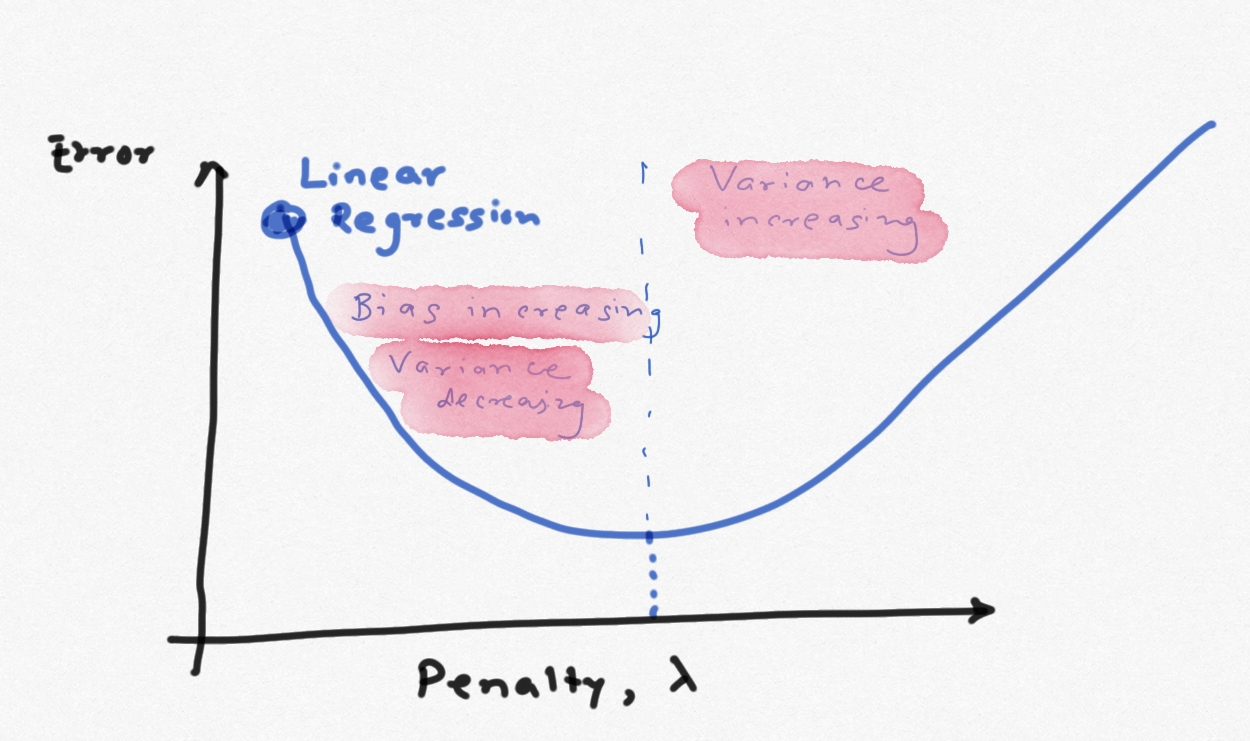 Error
Linear
Regression
Variance
increasing
Bias increasing
Variance
decreasing
Penalty, λ